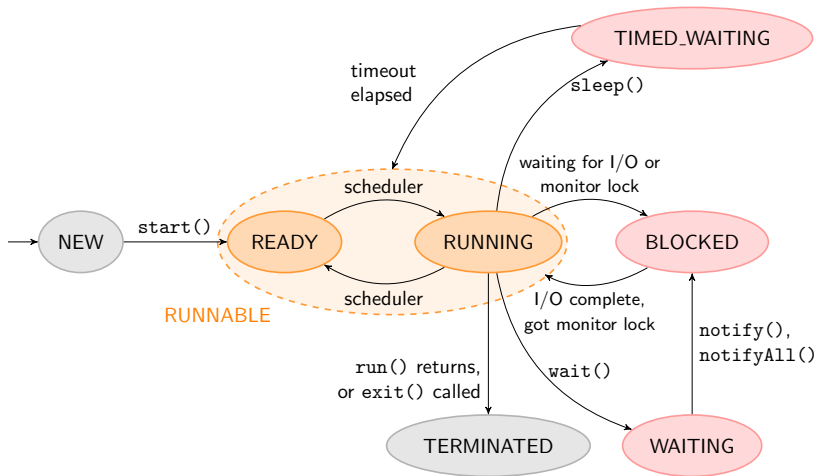 TIMED_WAITING
timeout
elapsed
sleep()
waiting for I/O or
monitor lock
scheduler
start()
NEW
READY
RUNNING
BLOCKED
scheduler
I/O complete,
got monitor lock
RUNNABLE
notify(),
notifyAll()
run() returns,
or exit() called
wait()
TERMINATED
WAITING